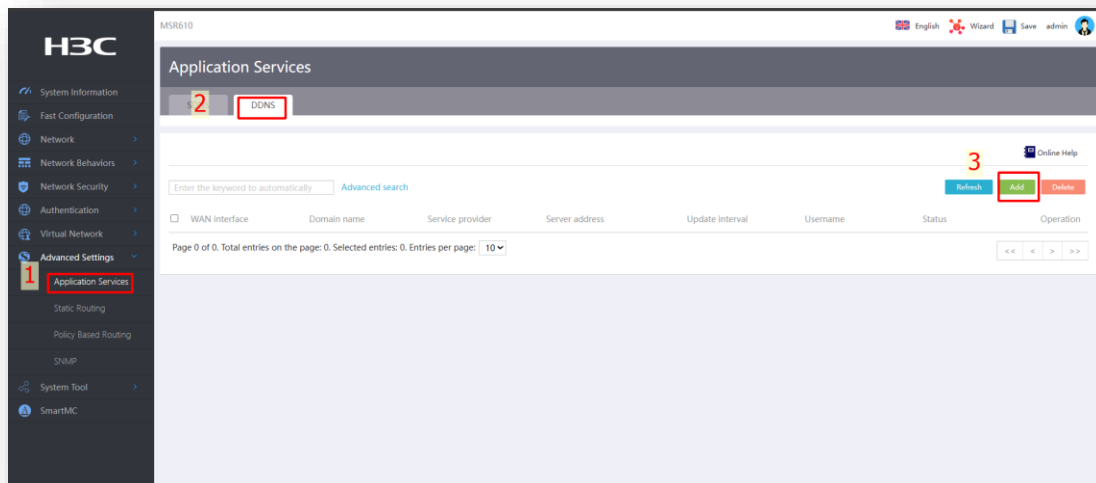 MSR610
English Wizard Save admin
H3C
Application Services
2
DDNS
System Information
Fast Configuration
Network
Network Behaviors
Network Security
Authentication
Virtual Network
Advanced Settings
1
Application Services
Static Routing
Policy Based Routing
SNMP
System Tool
SmartMC
Online Help
3
Enter the keyword to automatically Advanced search
Refresh Add Delete
WAN interface Domain name Service provider Server address Update interval Username Status Operation
Page 0 of 0. Total entries on the page: 0. Selected entries: 0. Entries per page: 10
<< < > >>